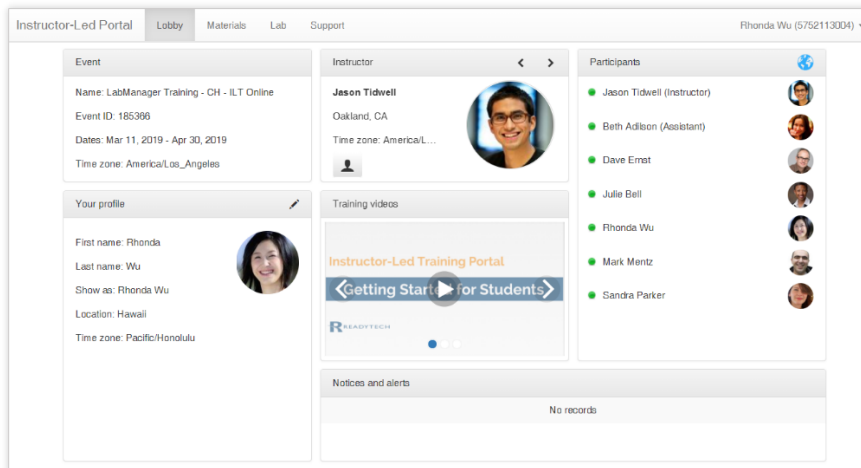 Instructor-Led Portal
Lobby
Materials
Lab
Support
Rhonda Wu (5752113004)
Event
Name: LabManager Training - CH - ILT Online
Event ID: 185366
Dates: Mar 11, 2019 - Apr 30, 2019
Time zone: America/Los_Angeles
Instructor
Jason Tidwell
Oakland, CA
Time zone: America/L...
Participants
Jason Tidwell (Instructor)
Beth Adilson (Assistant)
Dave Ernst
Julie Bell
Rhonda Wu
Mark Mentz
Sandra Parker
Your profile
First name: Rhonda
Last name: Wu
Show as: Rhonda Wu
Location: Hawaii
Time zone: Pacific/Honolulu
Training videos
Instructor-Led Training Portal
Getting Started for Students
READYTECH
Notices and alerts
No records